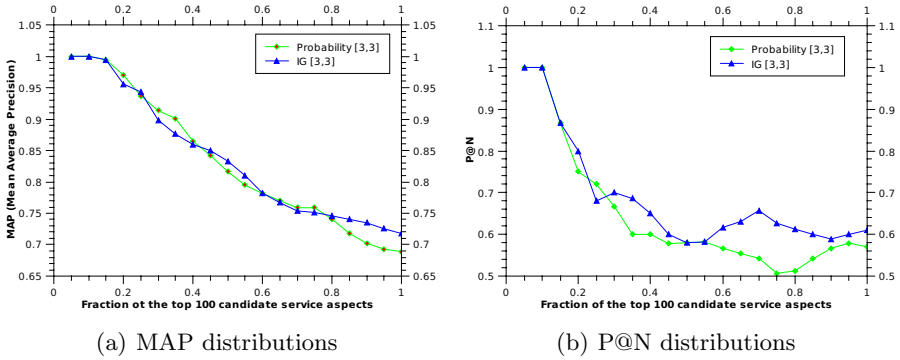 0 0.2 0.4 0.6 0.8 1
1.05 1.05
Probability [3,3]
IG [3,3]
1 1
0.95 0.95
0.9 0.9
0.85 0.85
0.8 0.8
0.75 0.75
0.7 0.7
0.65 0.65
MAP (Mean Average Precision)
0 0.2 0.4 0.6 0.8 1
Fraction ot the top 100 candidate service aspects
(a) MAP distributions
0 0.2 0.4 0.6 0.8 1
1.1 1.1
Probability [3,3]
IG [3,3]
1 1
0.9 0.9
0.8 0.8
0.7 0.7
0.6 0.6
0.5 0.5
P@N
0 0.2 0.4 0.6 0.8 1
Fraction of the top 100 candidate service aspects
(b) P@N distributions